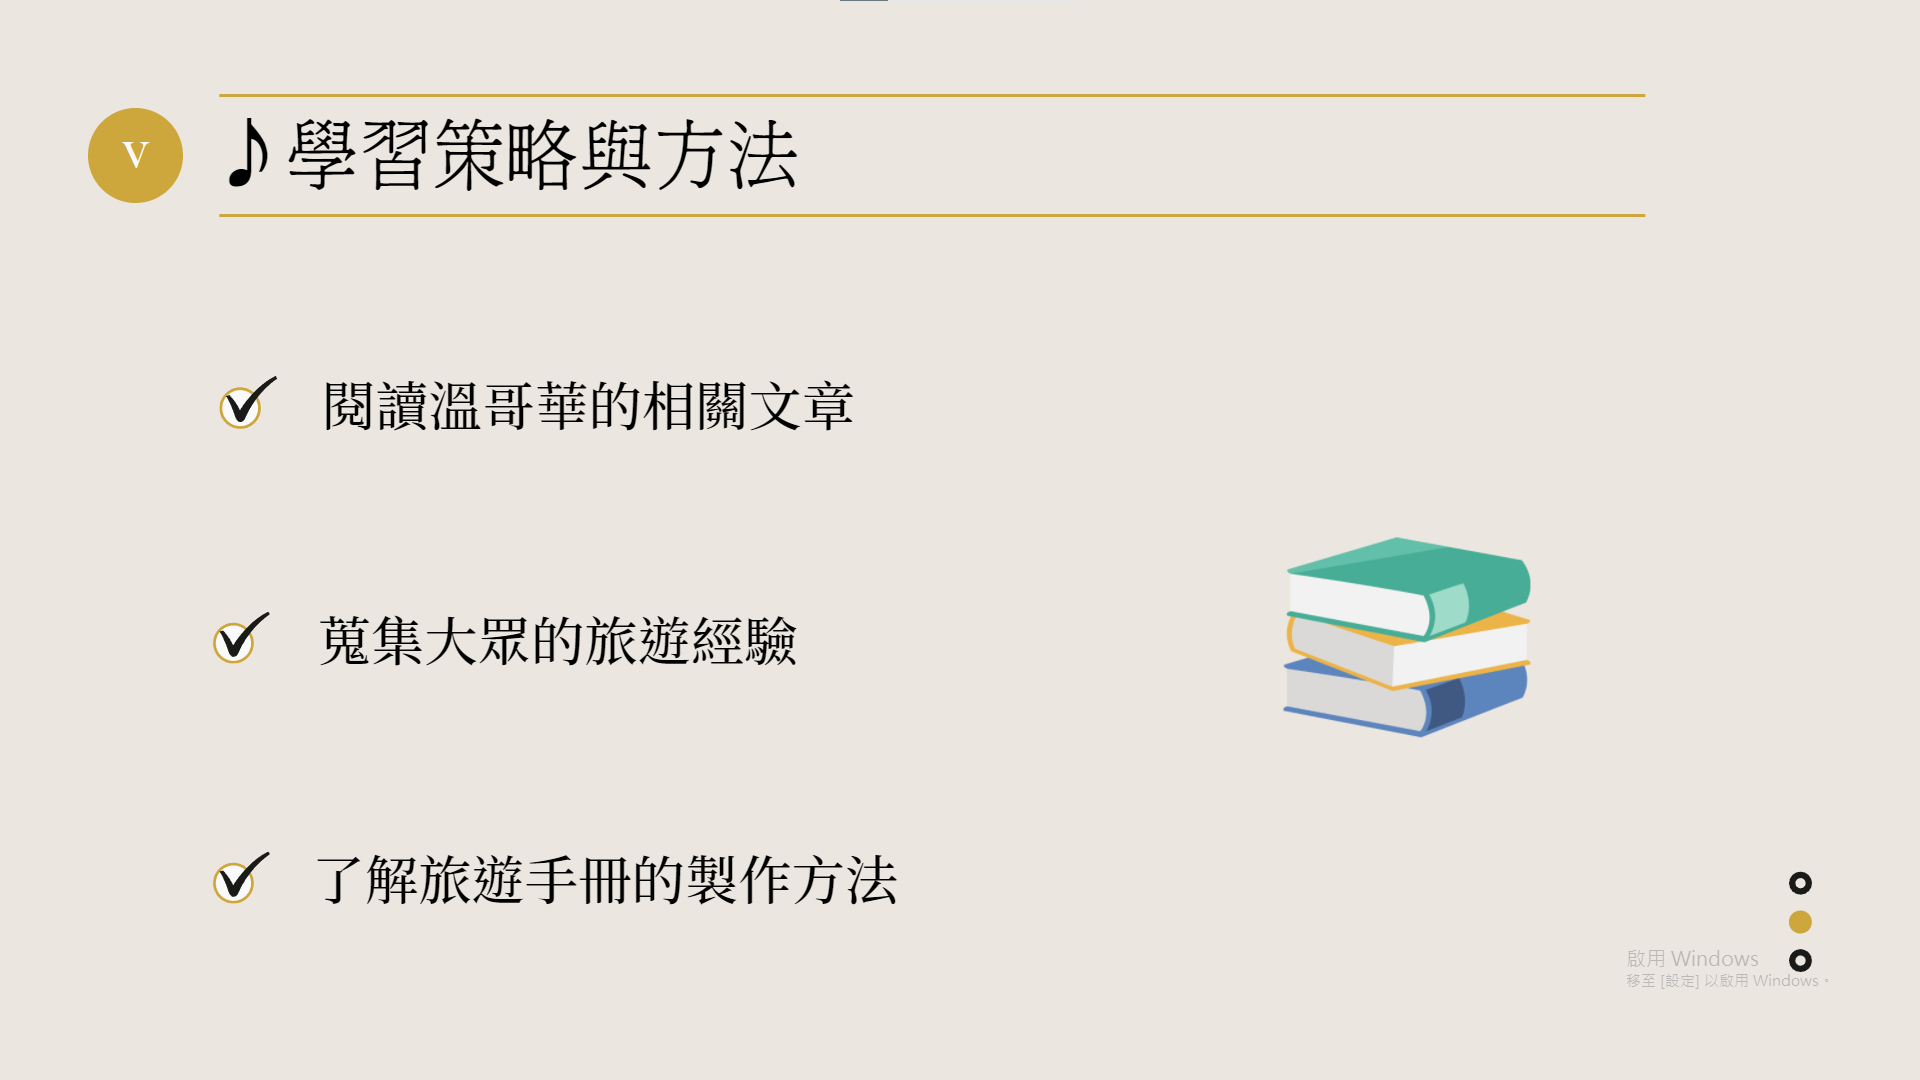 V
♪學習策略與方法
閱讀溫哥華的相關文章
蒐集大眾的旅遊經驗
了解旅遊手冊的製作方法
啟用 Windows
移至 [設定] 以啟用 Windows。